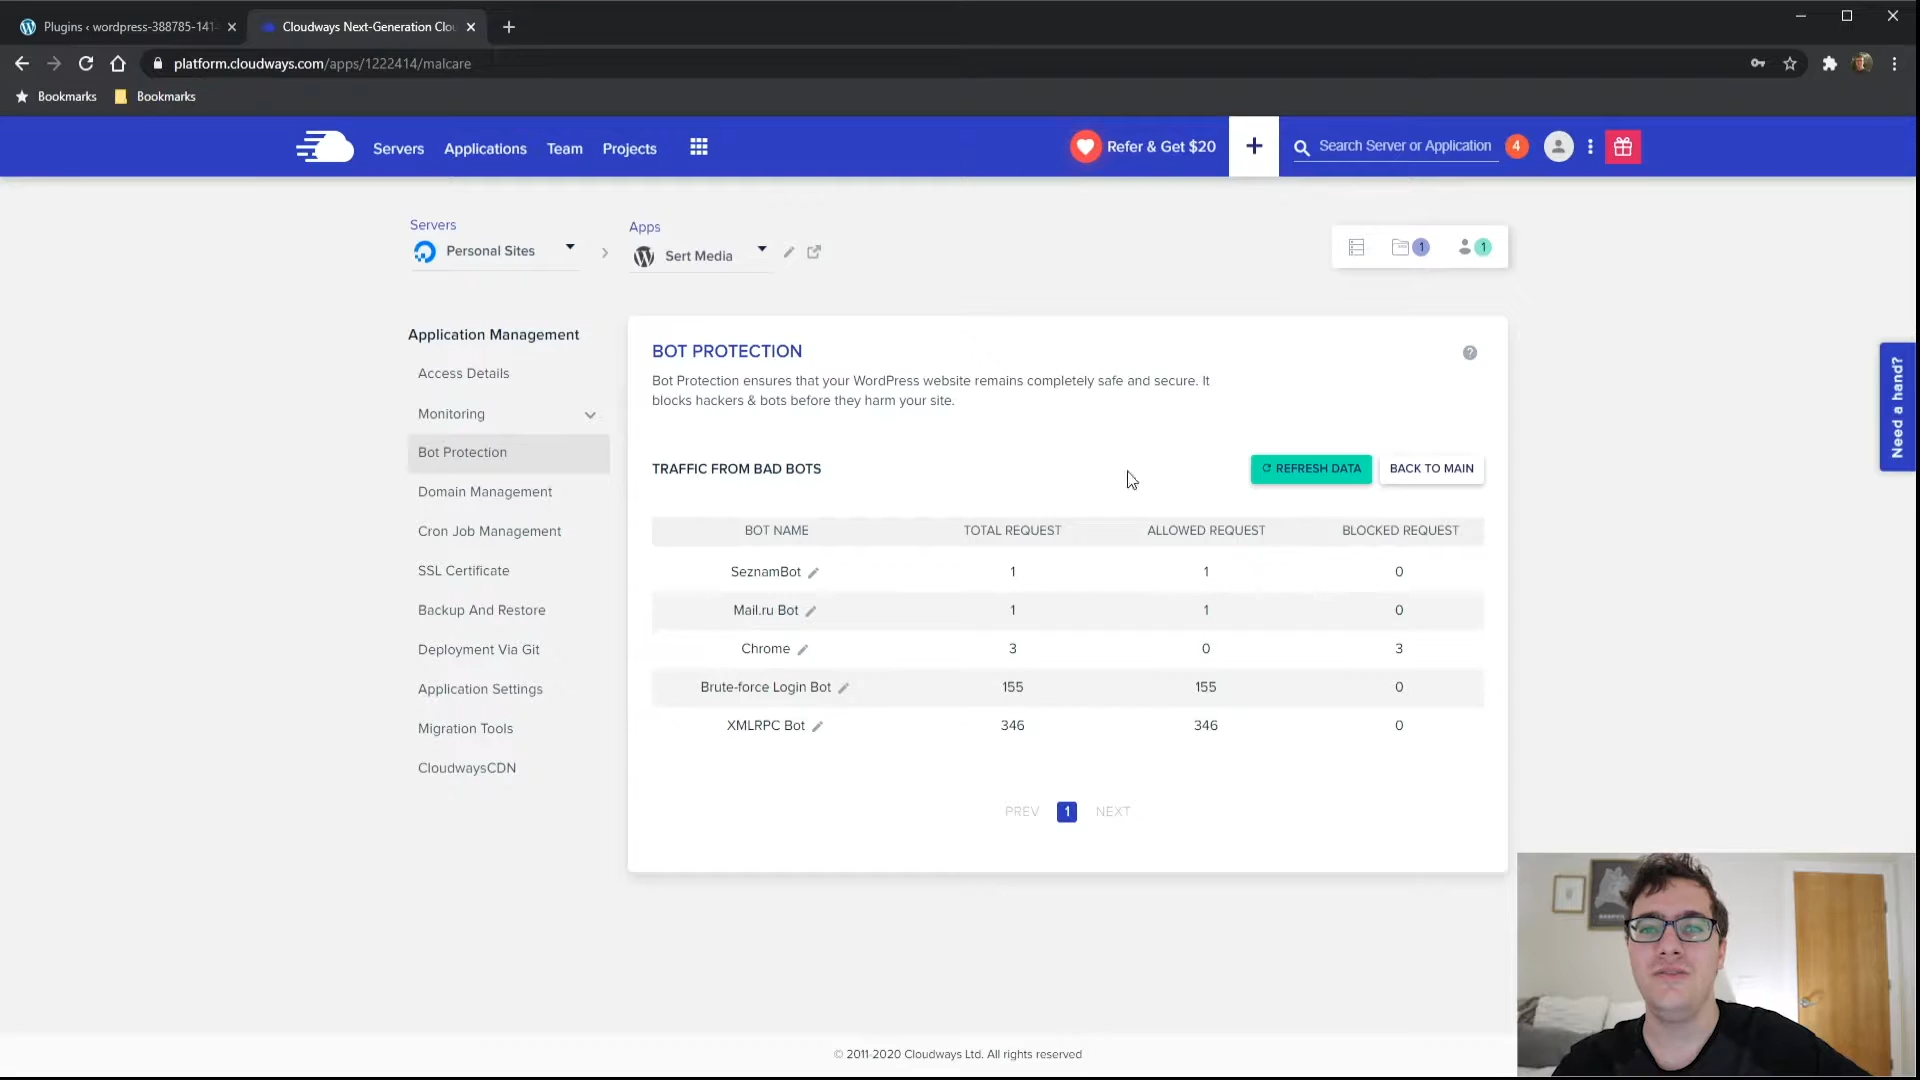 Plugins ‹ wordpress-388785-141
Cloudways Next-Generation Clo
platform.cloudways.com/apps/1222414/malcare
Bookmarks
Bookmarks
Servers
Applications
Team
Projects
Refer & Get $20
+
Search Server or Application
4
Servers
Personal Sites
Apps
Sert Media
1
1
Need a hand?
Application Management
Access Details
Monitoring
Bot Protection
Domain Management
Cron Job Management
SSL Certificate
Backup And Restore
Deployment Via Git
Application Settings
Migration Tools
CloudwaysCDN
BOT PROTECTION
?
Bot Protection ensures that your WordPress website remains completely safe and secure. It
blocks hackers & bots before they harm your site.
TRAFFIC FROM BAD BOTS
REFRESH DATA
BACK TO MAIN
BOT NAME TOTAL REQUEST ALLOWED REQUEST BLOCKED REQUEST
SeznamBot 1 1 0
Mail.ru Bot 1 1 0
Chrome 3 0 3
Brute-force Login Bot 155 155 0
XMLRPC Bot 346 346 0
PREV 1 NEXT
© 2011-2020 Cloudways Ltd. All rights reserved